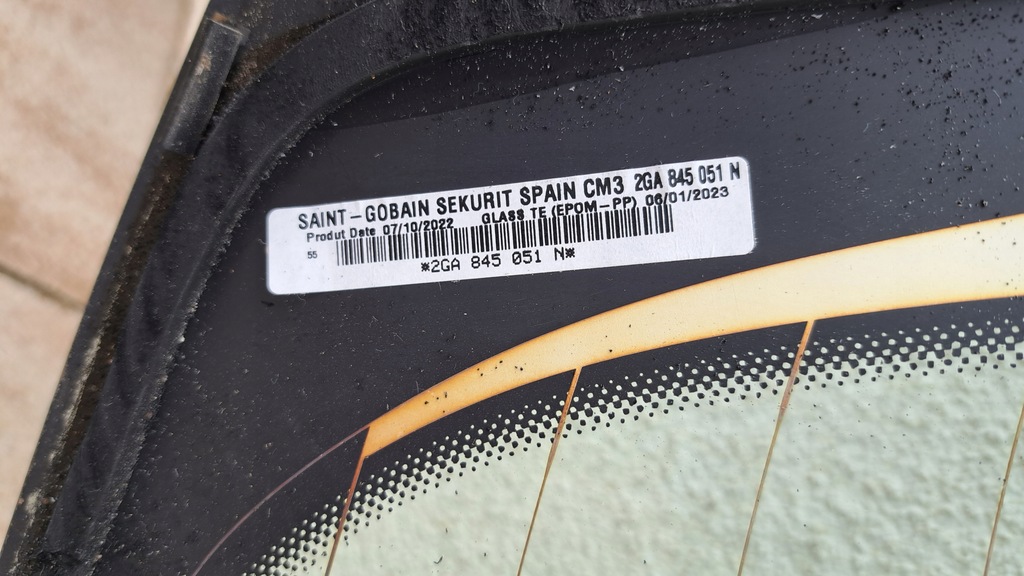 SAINT-GOBAIN SEKURIT SPAIN CM3 2GA 845 051 N
Produt Date 07/10/2022 GLASS TE (EPOM-PP) 06/01/2023
55
*2GA 845 051 N*